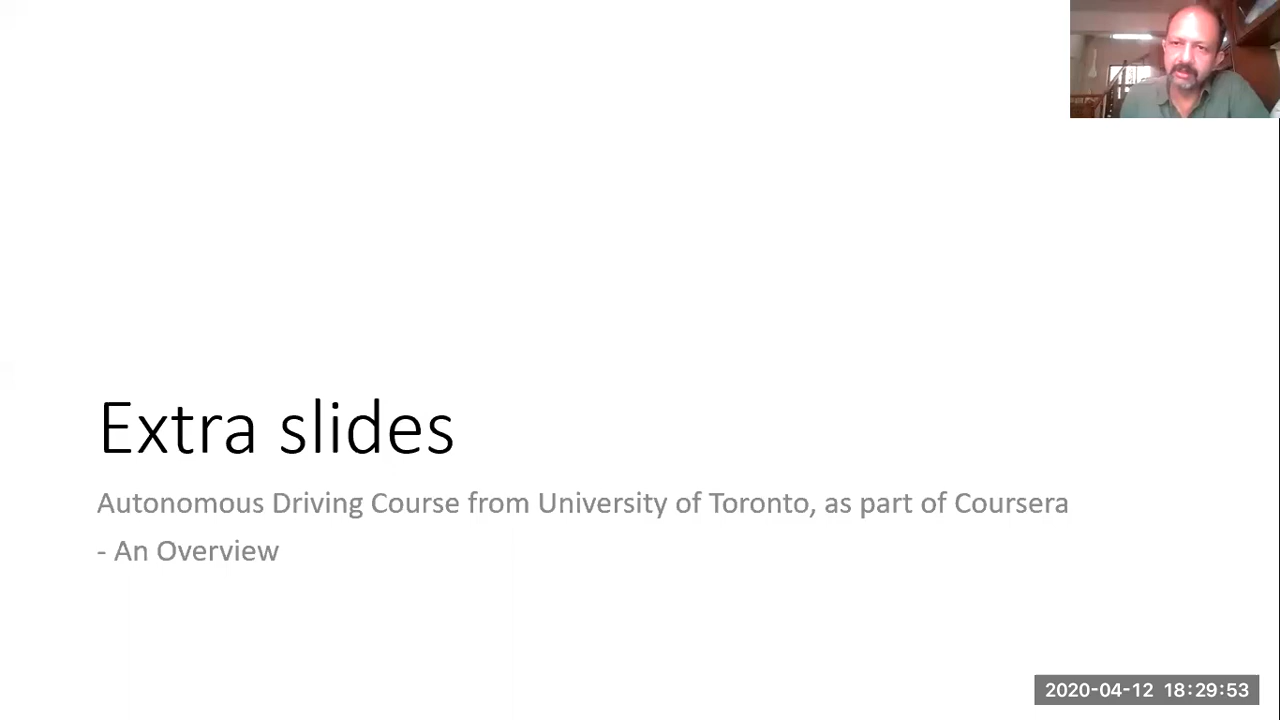 Extra slides
Autonomous Driving Course from University of Toronto, as part of Coursera
- An Overview
2020-04-12 18:29:53